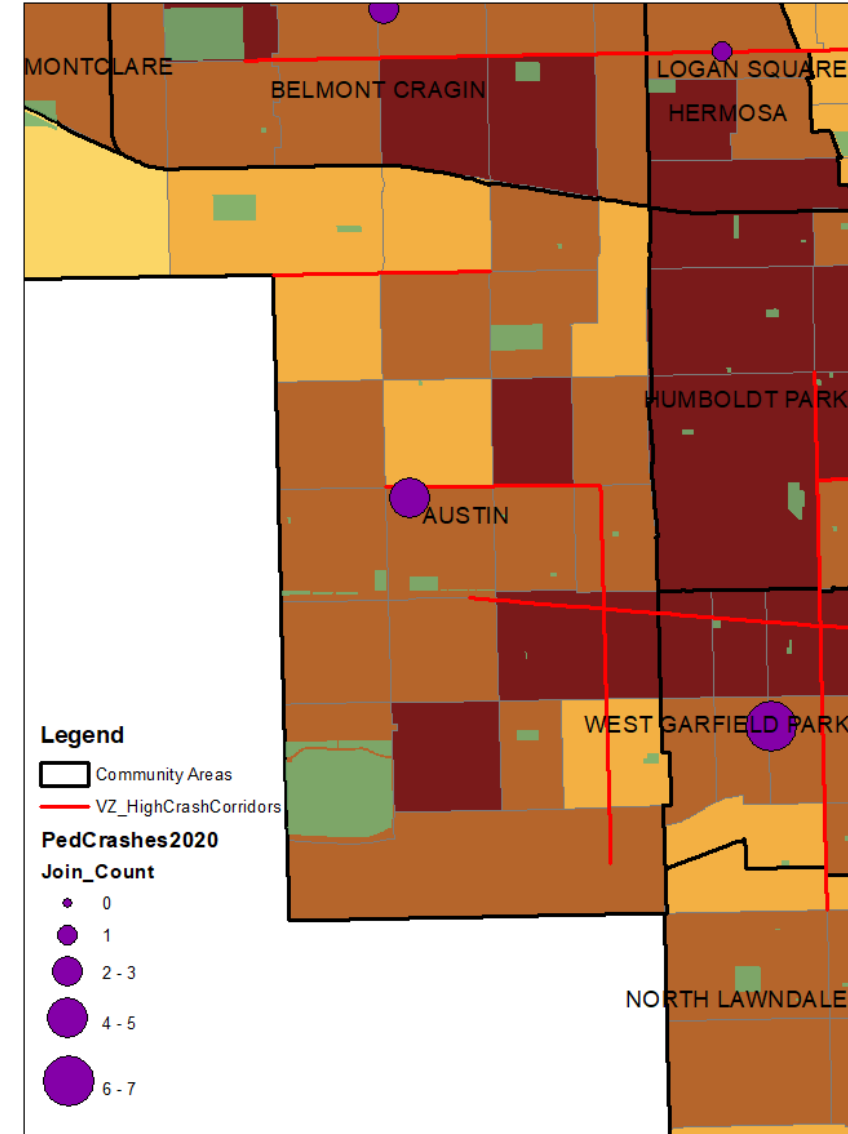 MONTCLARE
LOGAN SQUARE
BELMONT CRAGIN
HERMOSA
HUMBOLDT PARK
AUSTIN
WEST GARFIELD PARK
NORTH LAWNDALE
Legend
Community Areas
VZ_HighCrashCorridors
PedCrashes2020
Join_Count
0
1
2 - 3
4 - 5
6 - 7